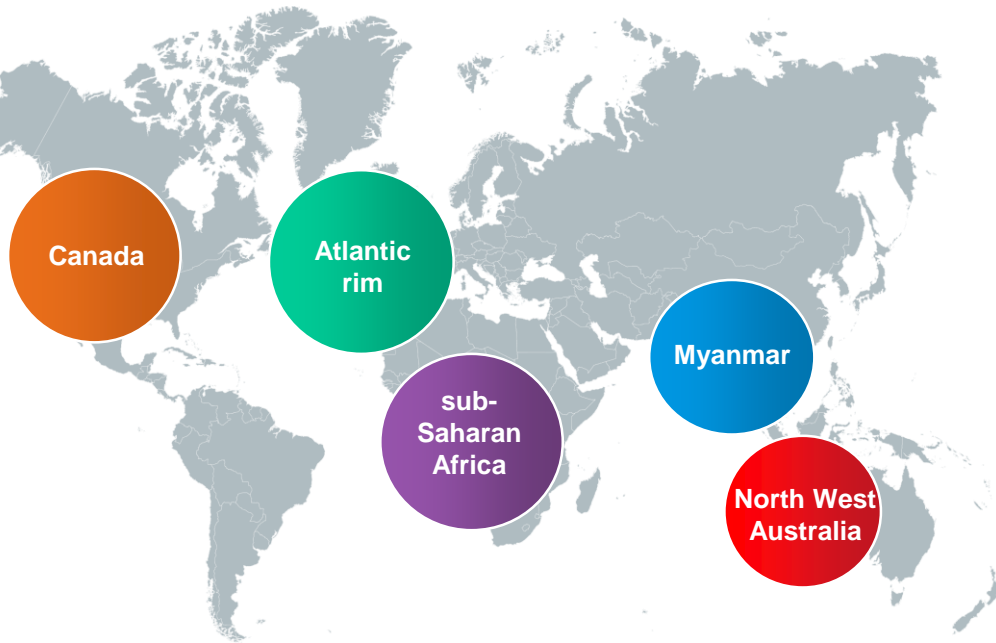 Canada
Atlantic
rim
sub-
Saharan
Africa
Myanmar
North West
Australia